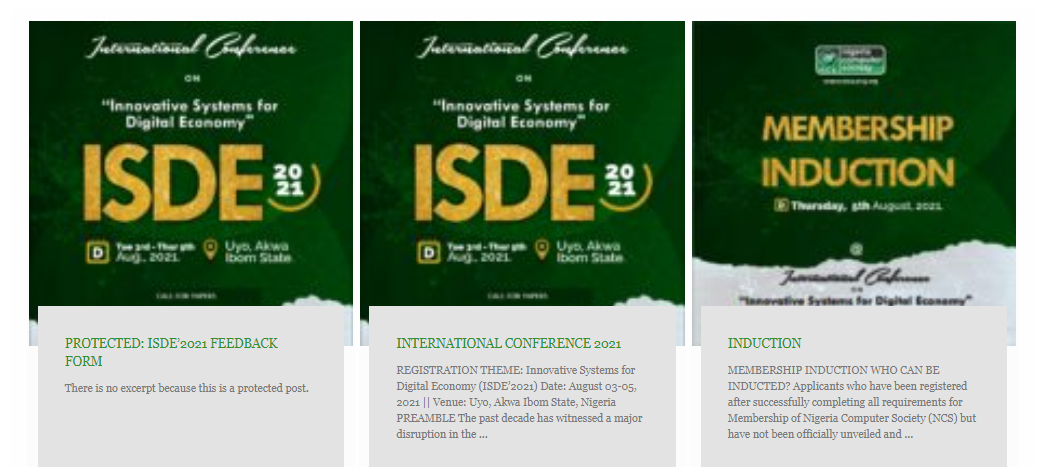 International Conference
ON
"Innovative Systems for
Digital Economy"
ISDE
20
21
Tue 3rd - Thur 5th
Aug., 2021.
Uyo, Akwa
Ibom State.
CALL FOR PAPERS
PROTECTED: ISDE’2021 FEEDBACK
FORM
There is no excerpt because this is a protected post.
International Conference
ON
"Innovative Systems for
Digital Economy"
ISDE
20
21
Tue 3rd - Thur 5th
Aug., 2021.
Uyo, Akwa
Ibom State.
CALL FOR PAPERS
INTERNATIONAL CONFERENCE 2021
REGISTRATION THEME: Innovative Systems for
Digital Economy (ISDE’2021) Date: August 03-05,
2021 || Venue: Uyo, Akwa Ibom State, Nigeria
PREAMBLE The past decade has witnessed a major
disruption in the ...
nigeria
computer
society
MEMBERSHIP
INDUCTION
Thursday, 5th August, 2021.
@
International Conference
ON
"Innovative Systems for Digital Economy"
INDUCTION
MEMBERSHIP INDUCTION WHO CAN BE
INDUCTED? Applicants who have been registered
after successfully completing all requirements for
Membership of Nigeria Computer Society (NCS) but
have not been officially unveiled and ...